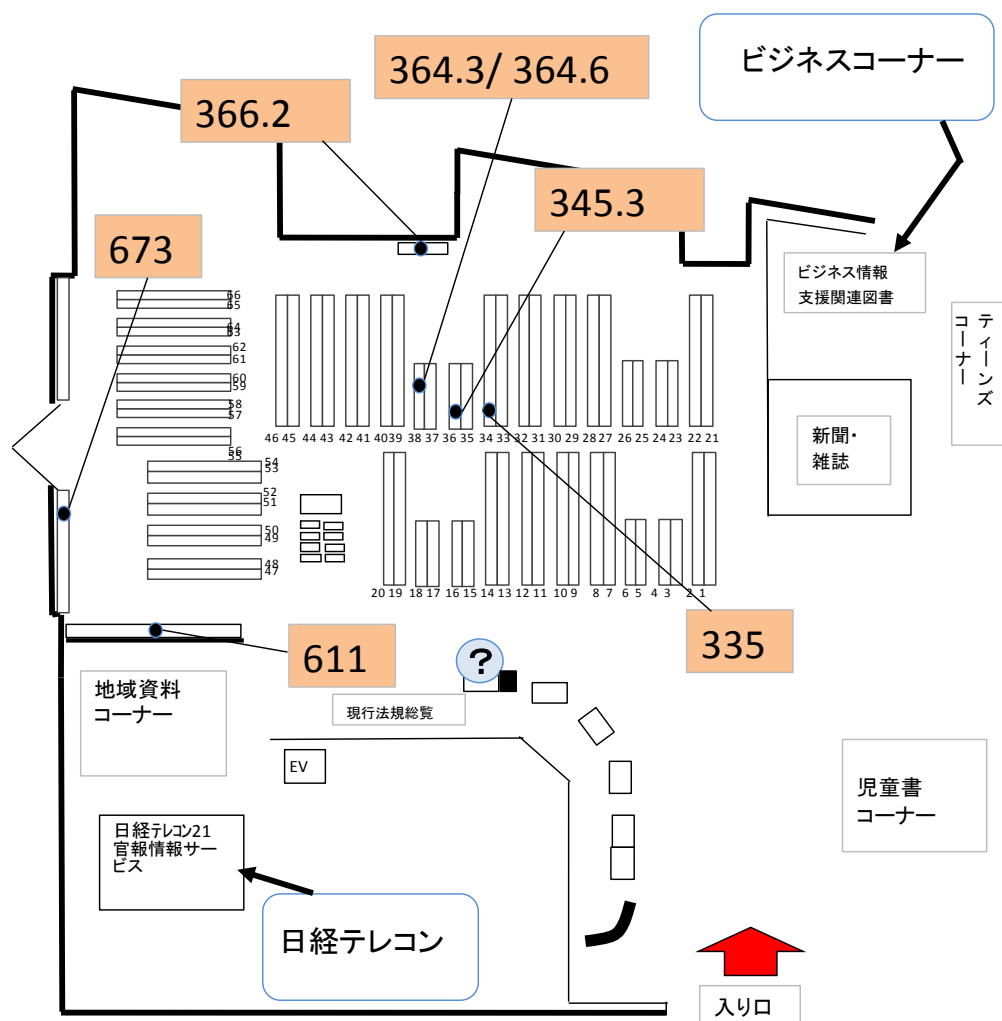 ビジネスコーナー
364.3/ 364.6
366.2
345.3
673
ビジネス情報
支援関連図書
ティーンズ
コーナー
新聞・
雑誌
66
65
64
63
62
61
60
59
58
57
56
55
54
53
52
51
50
49
48
47
46 45 44 43 42 41 40 39 38 37 36 35 34 33 32 31 30 29 28 27 26 25 24 23 22 21
20 19 18 17 16 15 14 13 12 11 10 9 8 7 6 5 4 3 2 1
335
611
?
地域資料
コーナー
現行法規総覧
EV
児童書
コーナー
日経テレコン21
官報情報サー
ビス
日経テレコン
入り口